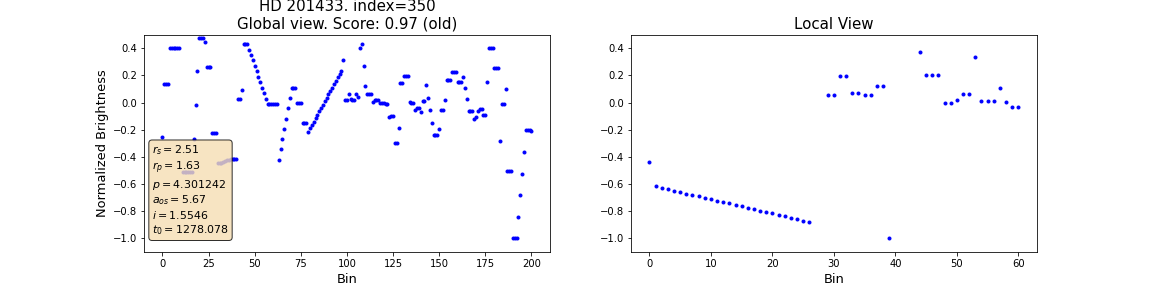 HD 201433. index=350
Global view. Score: 0.97 (old)
Local View
Normalized Brightness
0.4
0.2
0.0
−0.2
−0.4
−0.6
−0.8
−1.0
r_s = 2.51
r_p = 1.63
p = 4.301242
a_os = 5.67
i = 1.5546
t_0 = 1278.078
0 25 50 75 100 125 150 175 200
Bin
0.4
0.2
0.0
−0.2
−0.4
−0.6
−0.8
−1.0
0 10 20 30 40 50 60
Bin